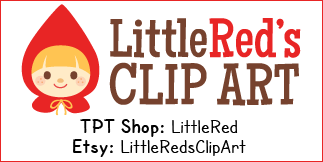 LittleRed's
CLIP ART
TPT Shop: LittleRed
Etsy: LittleRedsClipArt